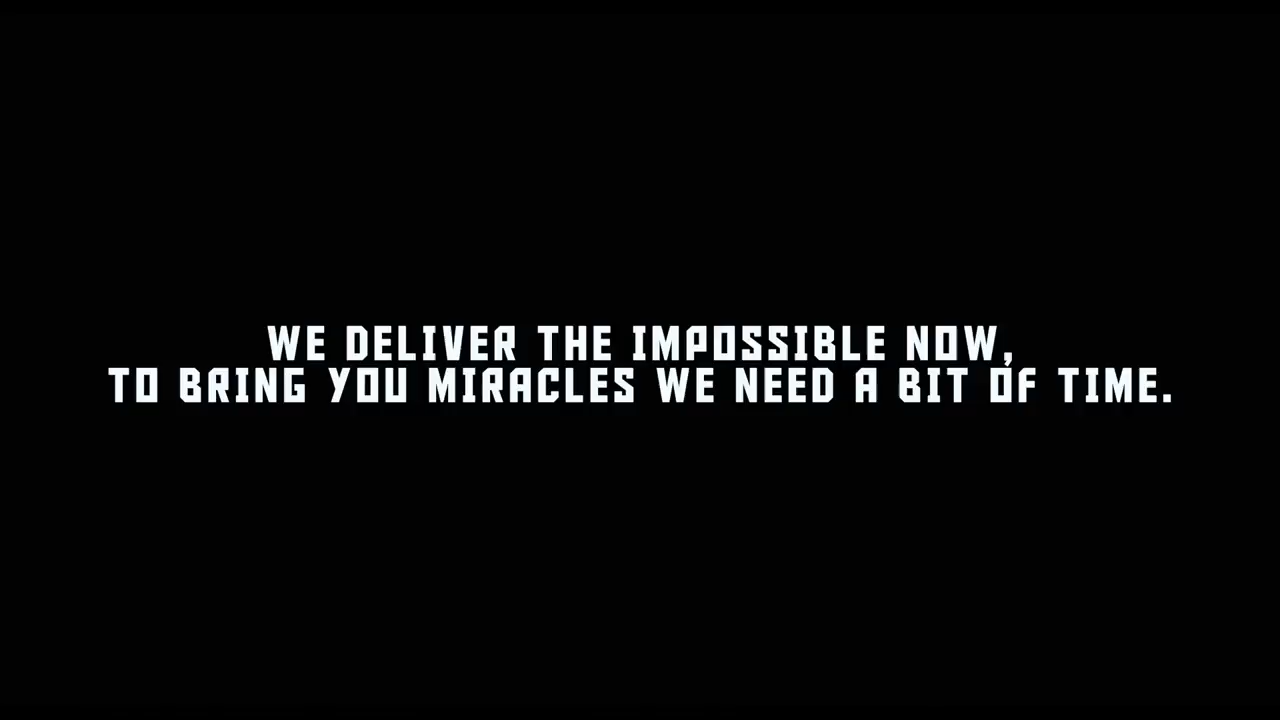 WE DELIVER THE IMPOSSIBLE NOW,
TO BRING YOU MIRACLES WE NEED A BIT OF TIME.